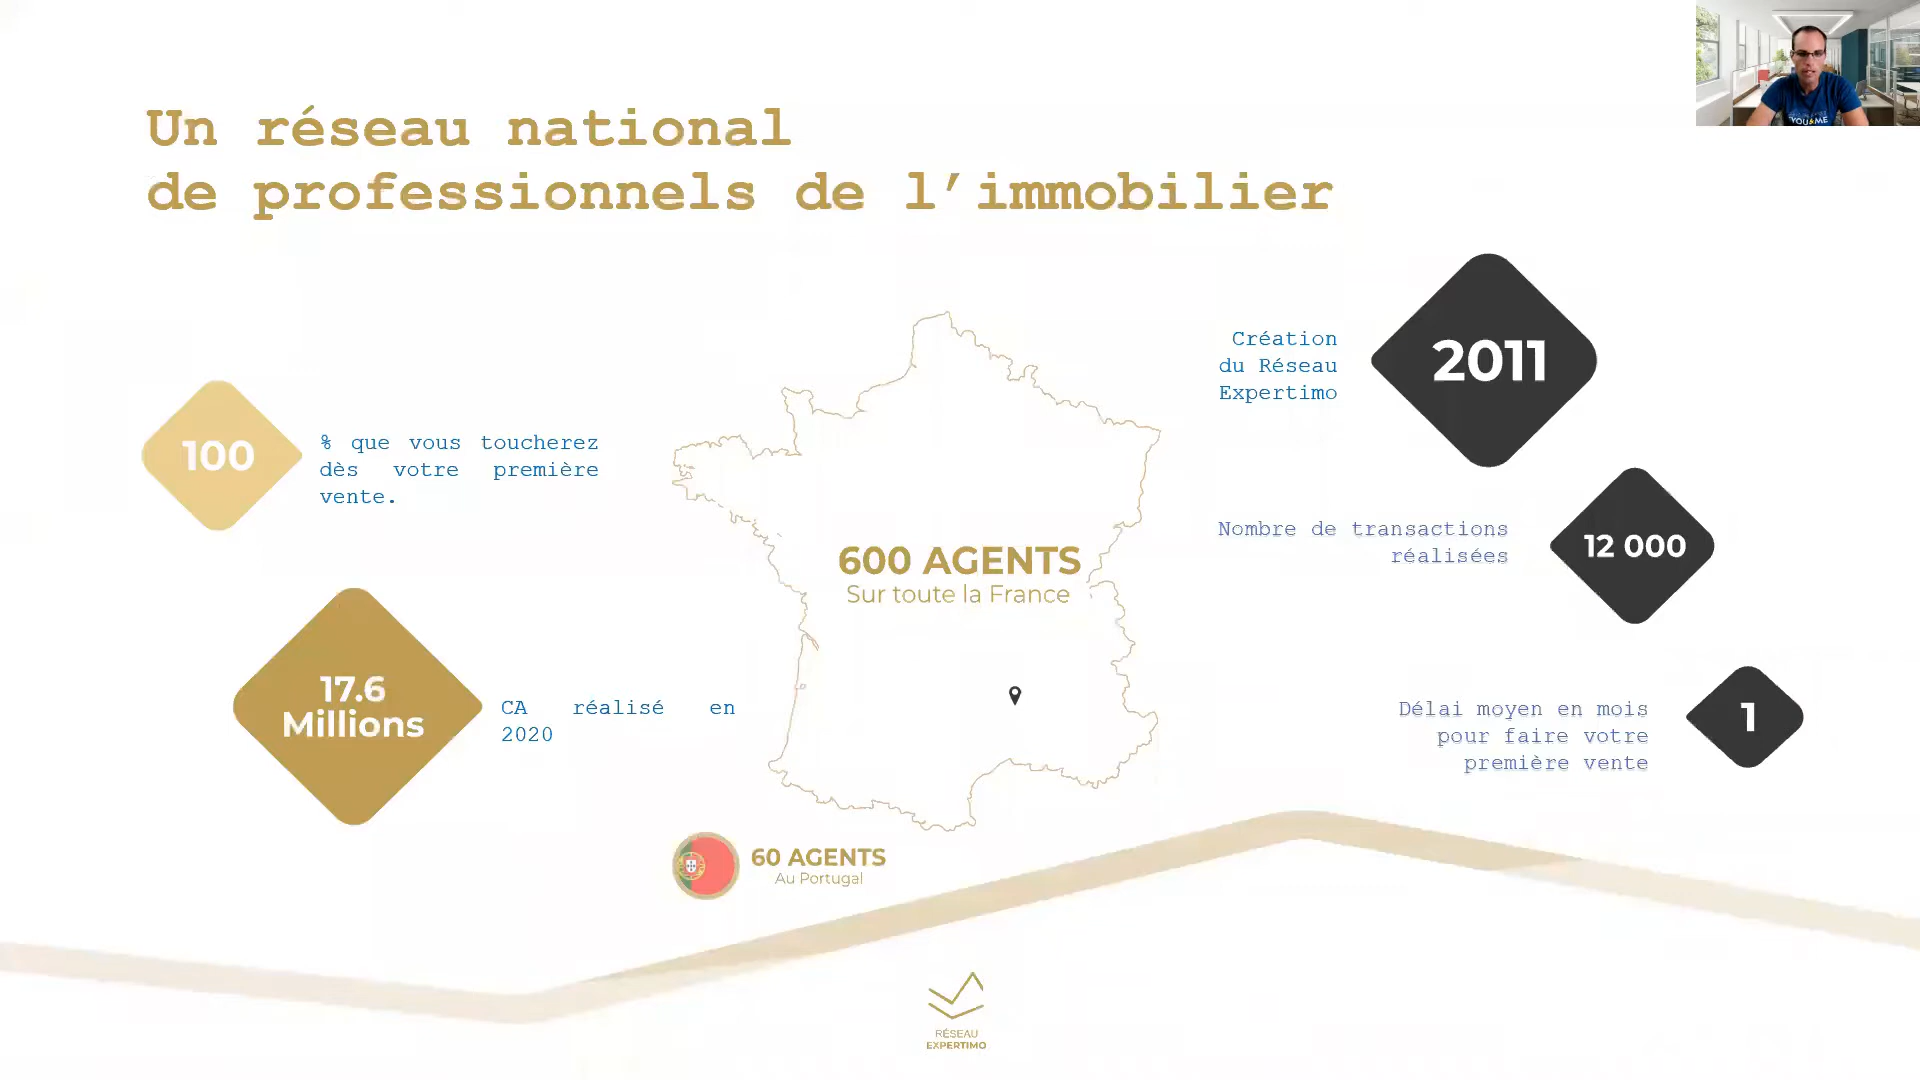 Un réseau national
de professionnels de l’immobilier
YOU&ME
100
% que vous toucherez
dès votre première
vente.
17.6
Millions
CA réalisé en
2020
600 AGENTS
Sur toute la France
60 AGENTS
Au Portugal
Création
du Réseau
Expertimo
2011
Nombre de transactions
réalisées
12 000
Délai moyen en mois
pour faire votre
première vente
1
RÉSEAU
EXPERTIMO